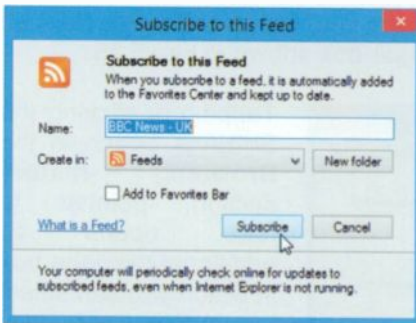 Subscribe to this Feed
Subscribe to this Feed
When you subscribe to a feed, it is automatically added
to the Favorites Center and kept up to date.
Name: BBC News - UK
Create in: Feeds New folder
Add to Favorites Bar
What is a Feed? Subscribe Cancel
Your computer will periodically check online for updates to
subscribed feeds, even when Internet Explorer is not running.